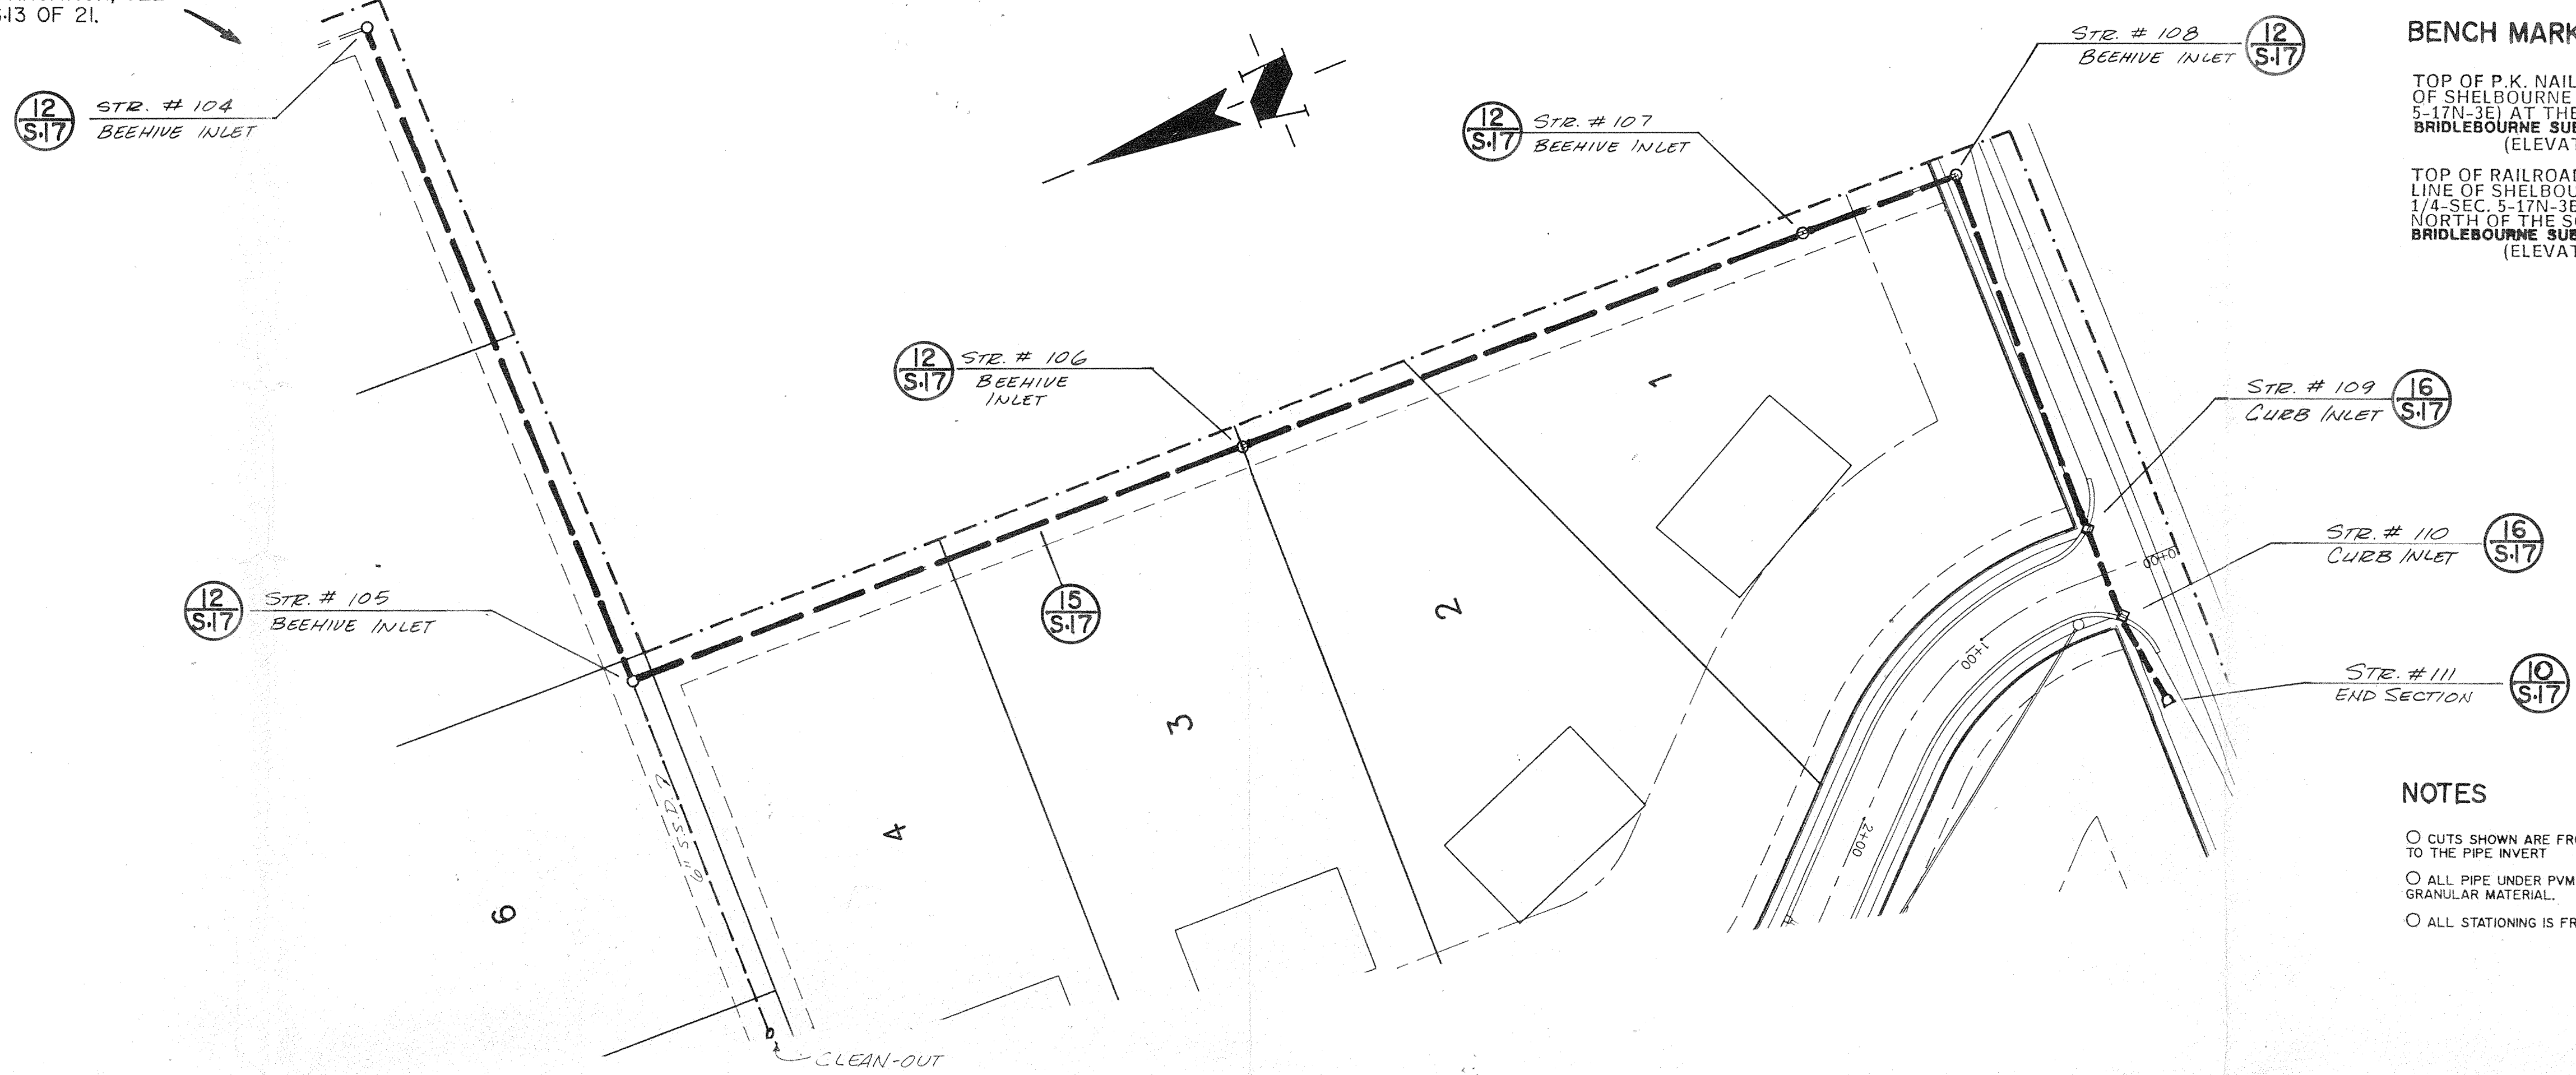 S.13 OF 21.
12
S.17
STR. # 104
BEEHIVE INLET
12
S.17
STR. # 105
BEEHIVE INLET
12
S.17
STR. # 106
BEEHIVE
INLET
12
S.17
STR. # 107
BEEHIVE INLET
STR. # 108
BEEHIVE INLET
12
S.17
STR. # 109
CURB INLET
16
S.17
STR. # 110
CURB INLET
16
S.17
STR. # 111
END SECTION
10
S.17
15
S.17
N
1
2
3
4
6
0+00
1+00
2+00
6" S.S.D.
CLEAN-OUT
BENCH MARK
TOP OF P.K. NAIL
OF SHELBOURNE
5-17N-3E) AT THE
BRIDLEBOURNE SUB
(ELEVAT
TOP OF RAILROAD
LINE OF SHELBOU
1/4-SEC. 5-17N-3E
NORTH OF THE S
BRIDLEBOURNE SUB
(ELEVAT
NOTES
CUTS SHOWN ARE FR
TO THE PIPE INVERT
ALL PIPE UNDER PVM
GRANULAR MATERIAL.
ALL STATIONING IS FR